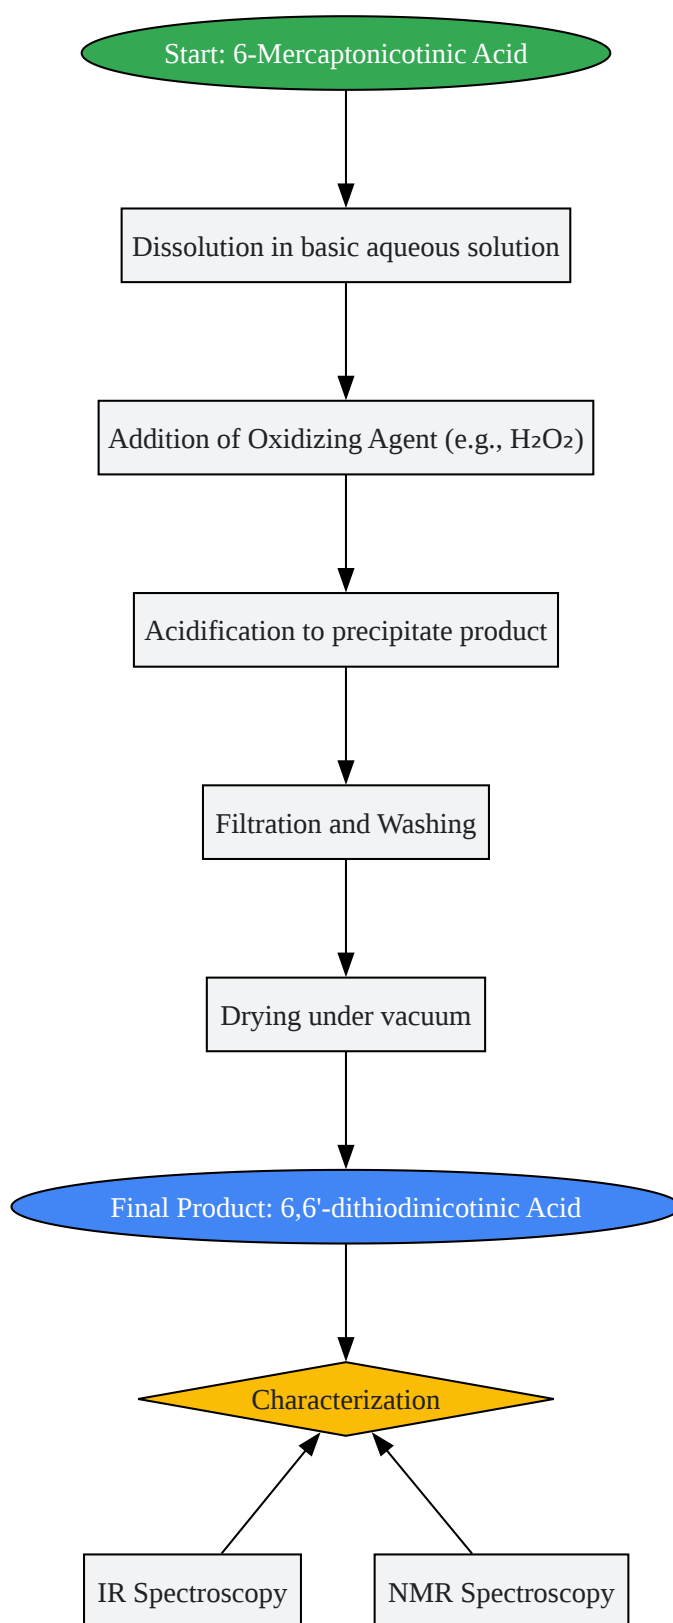 Start: 6-Mercaptonicotinic Acid
Dissolution in basic aqueous solution
Addition of Oxidizing Agent (e.g., H₂O₂)
Acidification to precipitate product
Filtration and Washing
Drying under vacuum
Final Product: 6,6'-dithiodinicotinic Acid
Characterization
IR Spectroscopy
NMR Spectroscopy